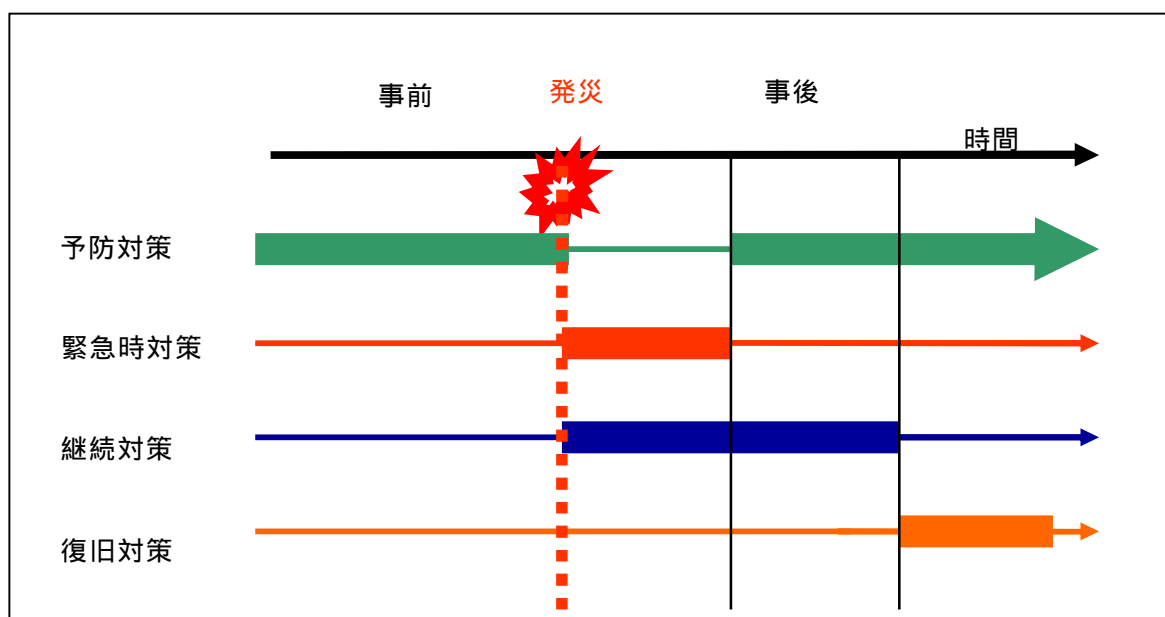 事前
発災
事後
時間
予防対策
緊急時対策
継続対策
復旧対策